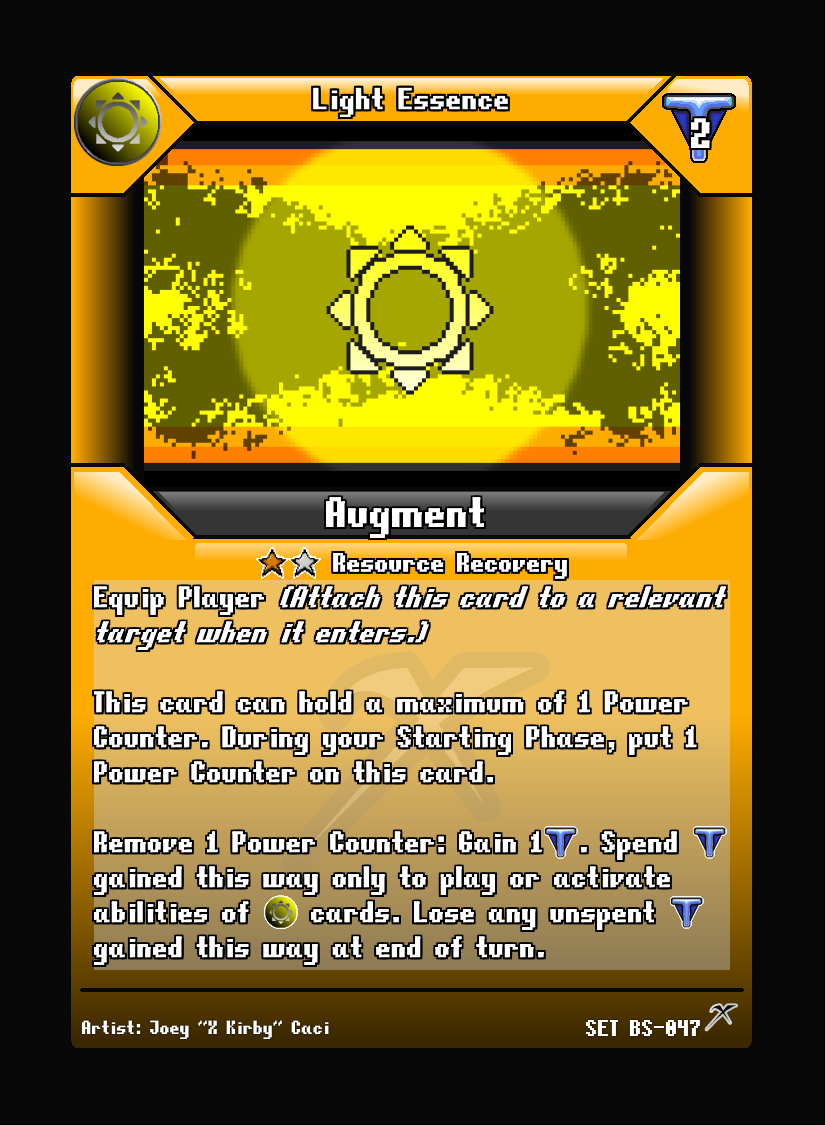 Light Essence
2
Augment
Resource Recovery
Equip Player (Attach this card to a relevant
target when it enters.)
This card can hold a maximum of 1 Power
Counter. During your Starting Phase, put 1
Power Counter on this card.
Remove 1 Power Counter: Gain 1 . Spend
gained this way only to play or activate
abilities of cards. Lose any unspent
gained this way at end of turn.
Artist: Joey "X Kirby" Caci
SET BS-047